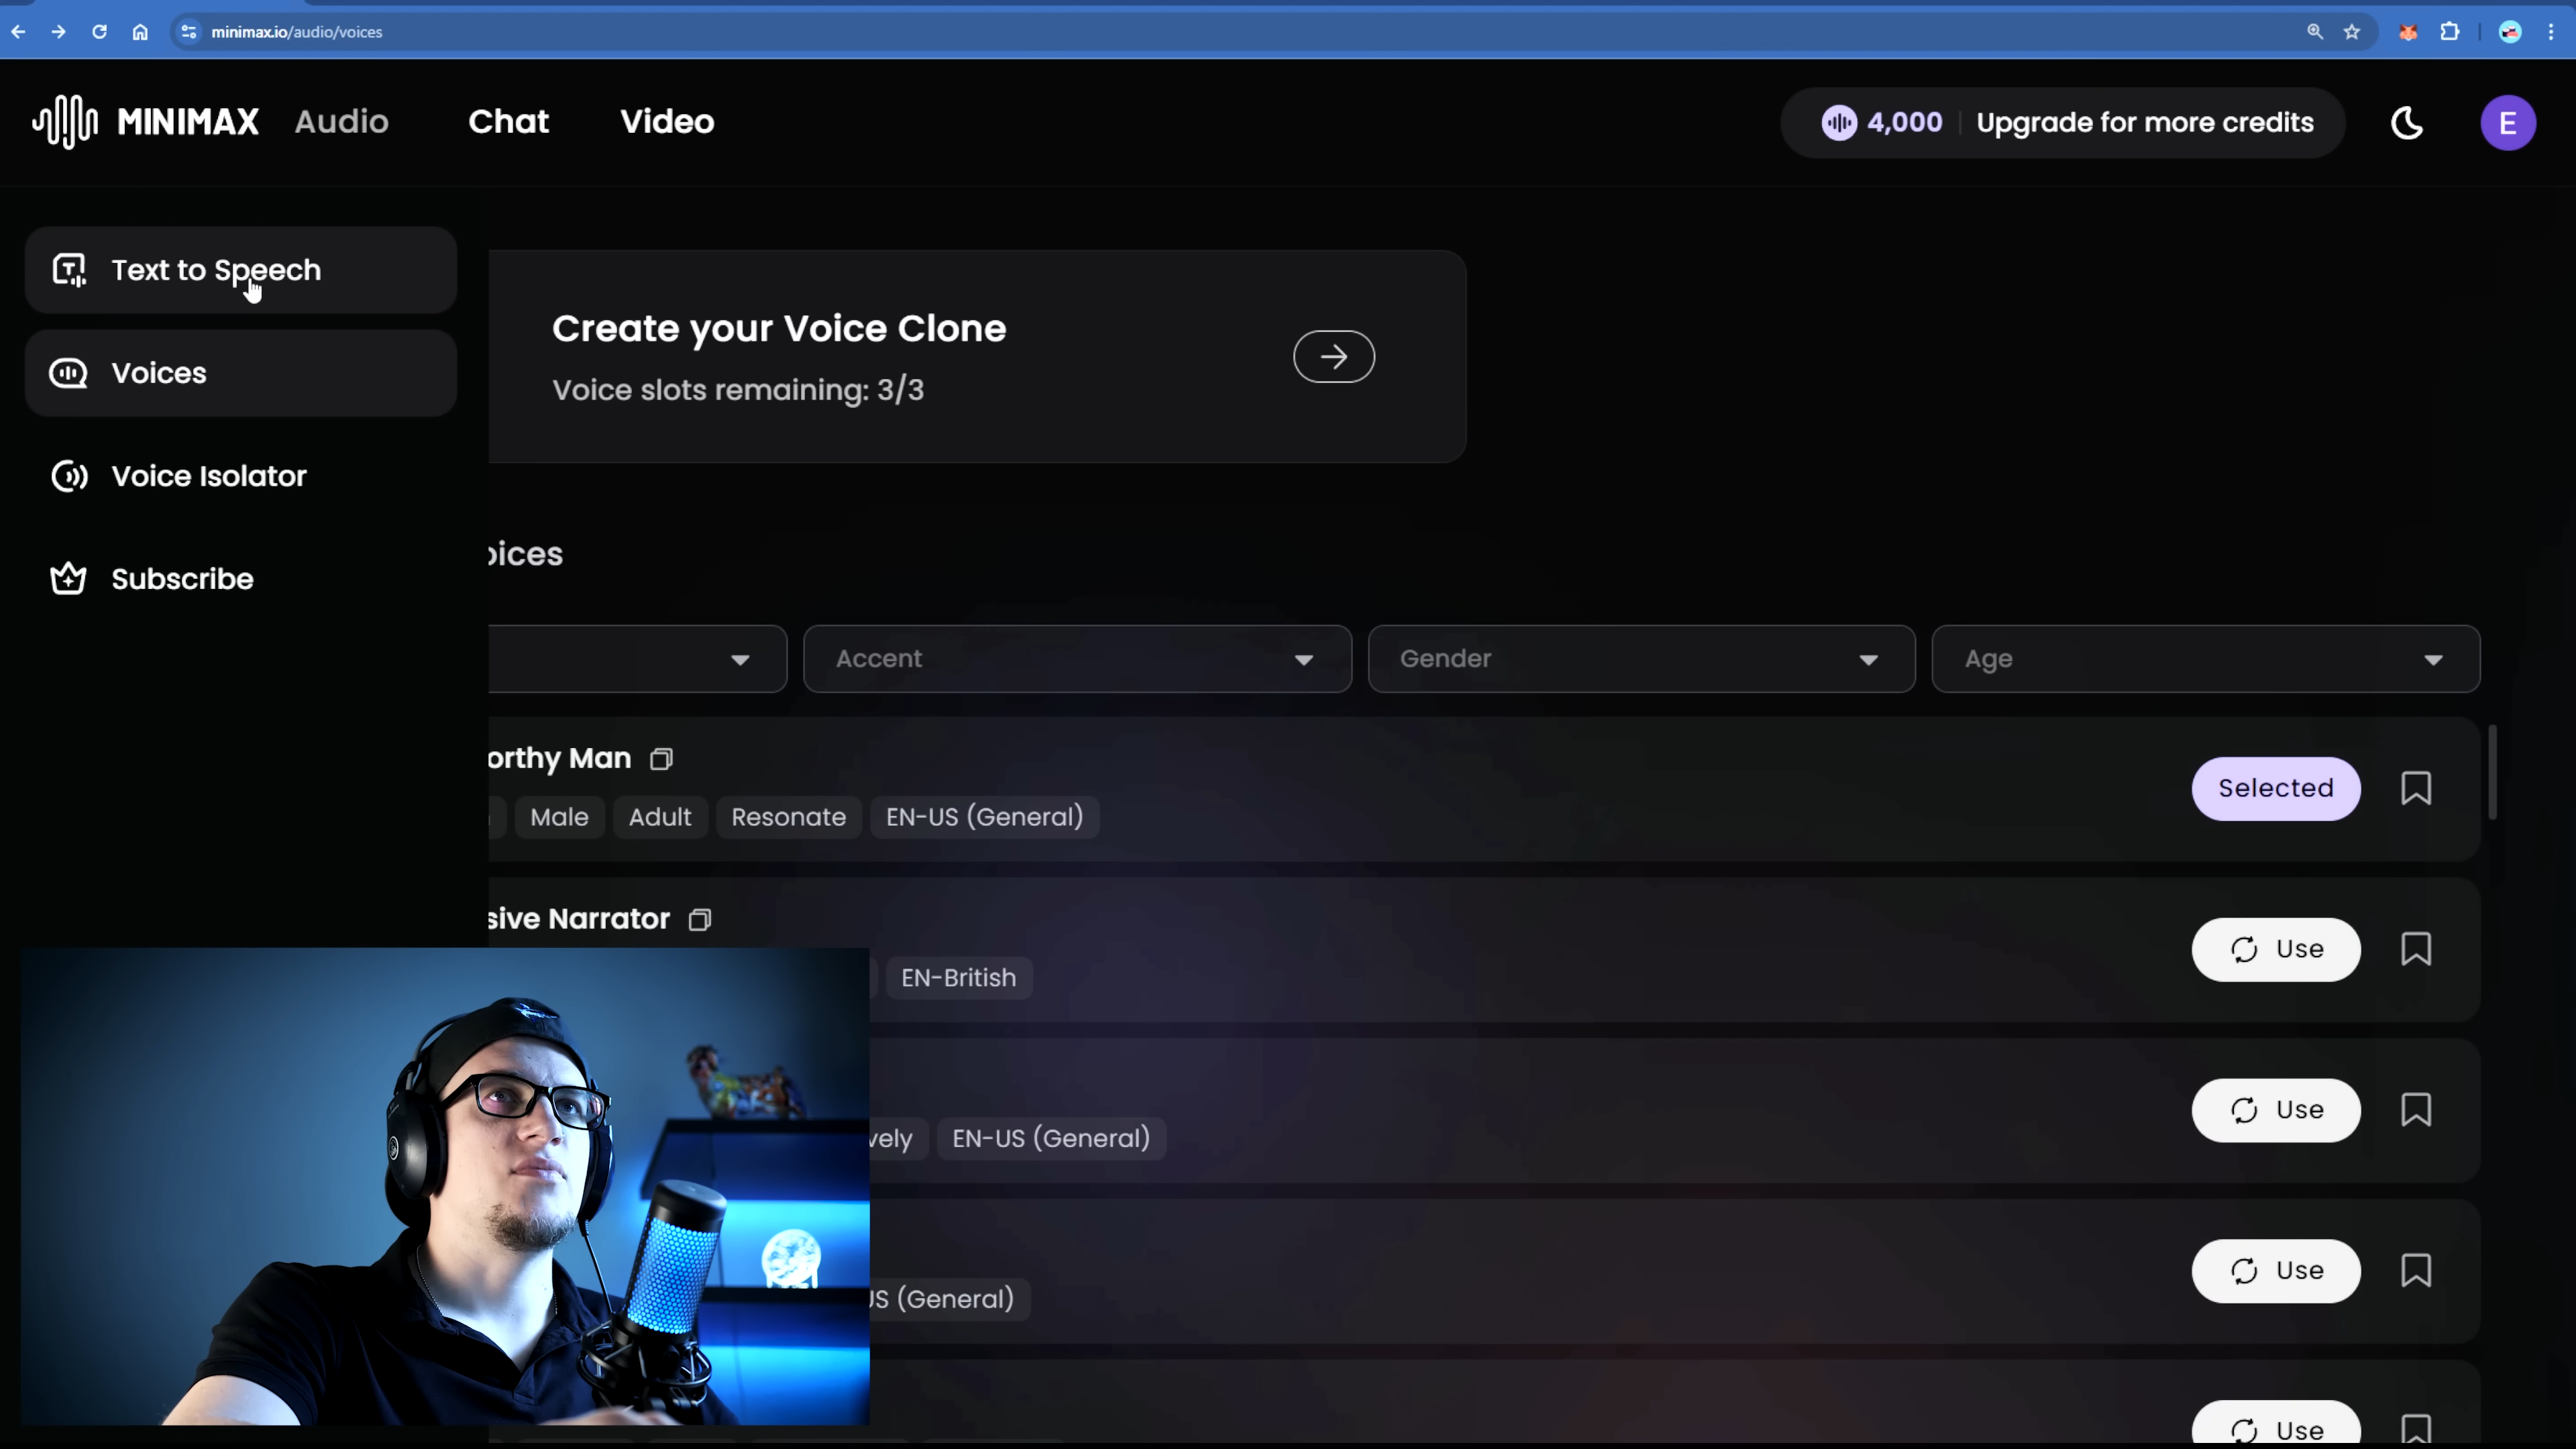 minimax.io/audio/voices
MINIMAX Audio Chat Video 4,000 Upgrade for more credits E
Text to Speech
Voices
Voice Isolator
Subscribe
Create your Voice Clone
Voice slots remaining: 3/3
oices
Accent Gender Age
orthy Man
Male Adult Resonate EN-US (General)
Selected
sive Narrator
EN-British
Use
vely EN-US (General)
Use
US (General)
Use
Use